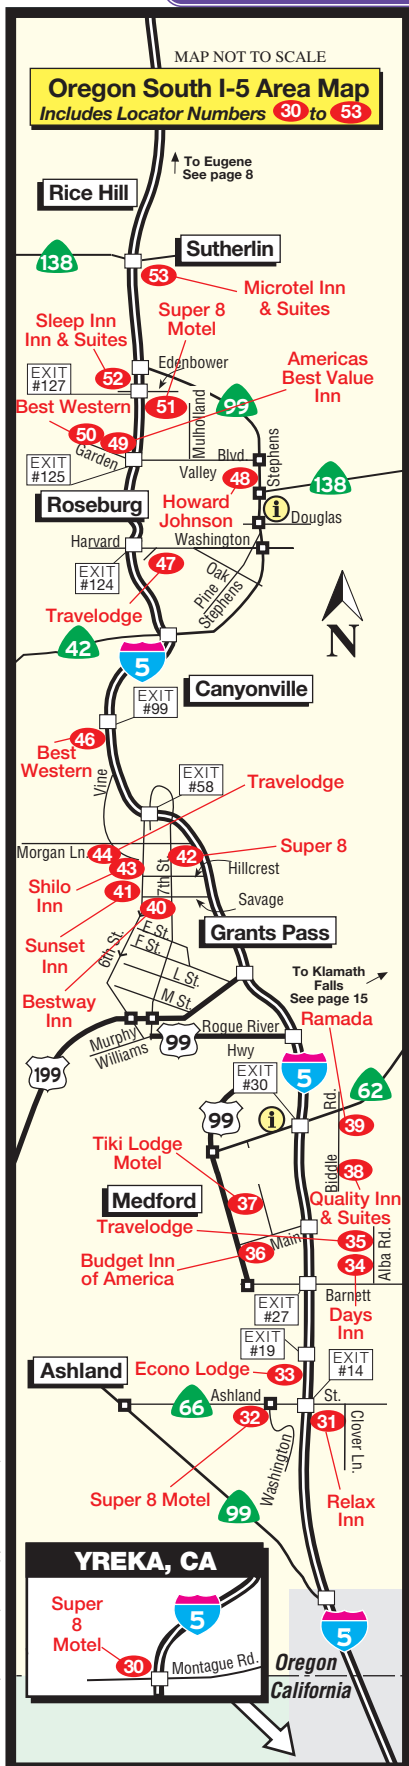 MAP NOT TO SCALE
Oregon South I-5 Area Map
Includes Locator Numbers 30 to 53
To Eugene
See page 8
Rice Hill
138
Sutherlin
53
Microtel Inn
& Suites
Sleep Inn
Inn & Suites
Super 8
Motel
EXIT
#127
52
Edenbower
Americas
Best Value
Inn
Best Western
51
Mulholland
99
50
49
Garden
Stephens
EXIT
#125
Blvd.
Valley
48
138
Roseburg
Howard
Johnson
i
Douglas
Harvard
Washington
EXIT
#124
47
Oak
Pine
Stephens
Travelodge
N
42
5
Canyonville
EXIT
#99
46
Best
Western
Vine
EXIT
#58
Travelodge
Morgan Ln.
44
42
Super 8
43
7th St.
Hillcrest
Shilo
Inn
41
40
Savage
Sunset
Inn
6th St.
E St.
F St.
Grants Pass
L St.
M St.
Bestway
Inn
To Klamath
Falls
See page 15
Ramada
Murphy
Williams
99
Rogue River
Hwy
199
5
EXIT
#30
62
99
i
Rd.
39
Tiki Lodge
Motel
Biddle
38
Medford
37
Quality Inn
& Suites
Travelodge
Main
35
Alba Rd.
36
34
Budget Inn
of America
Barnett
EXIT
#27
Days
Inn
EXIT
#19
Ashland
Econo Lodge
33
EXIT
#14
66
Ashland
St.
32
31
Clover Ln.
Washington
Super 8 Motel
Relax
Inn
99
YREKA, CA
Super
8
Motel
5
30
Montague Rd.
5
Oregon
California